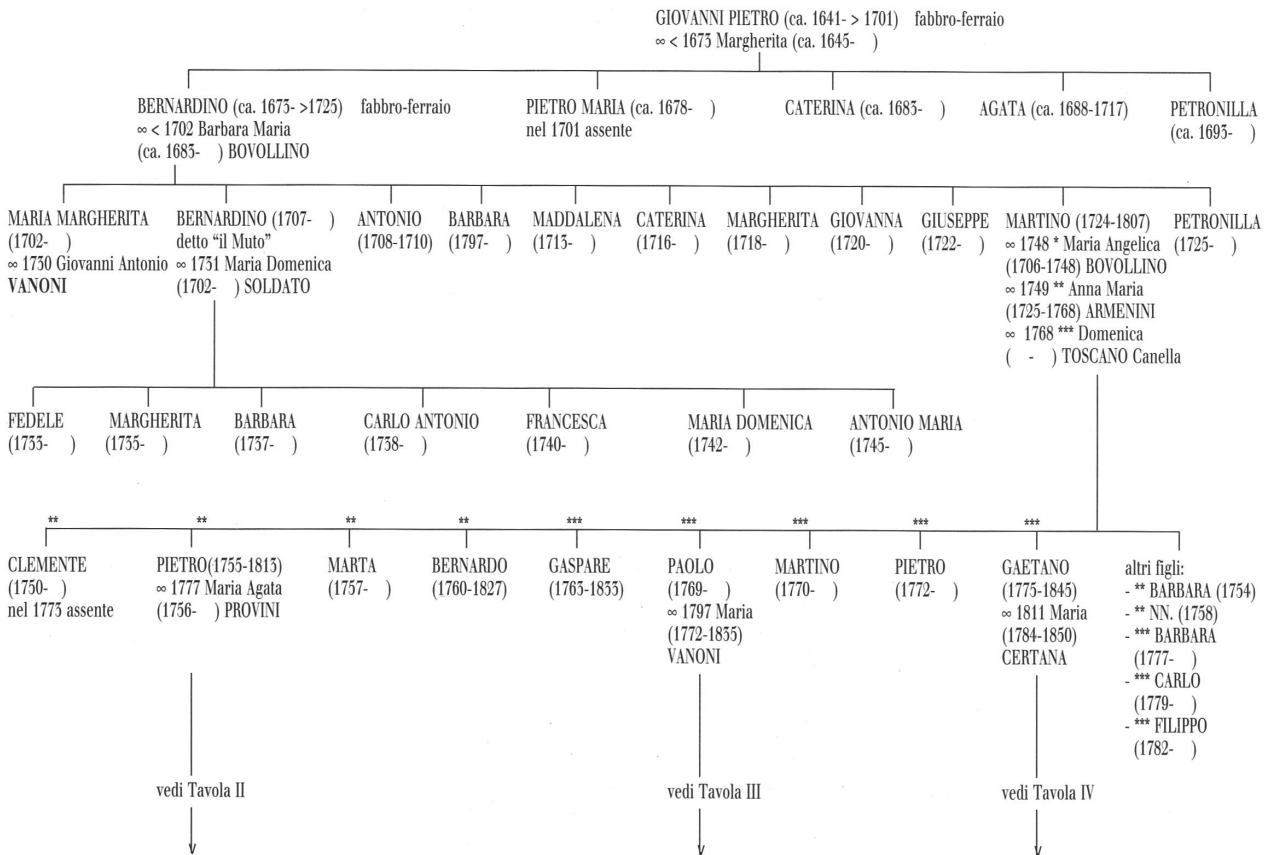 GIOVANNI PIETRO (ca. 1641- > 1701) fabbro-ferraio
∞ < 1673 Margherita (ca. 1645- )
BERNARDINO (ca. 1673- >1725) fabbro-ferraio
∞ < 1702 Barbara Maria
(ca. 1683- ) BOVOLLINO
PIETRO MARIA (ca. 1678- )
nel 1701 assente
CATERINA (ca. 1683- )
AGATA (ca. 1688-1717)
PETRONILLA
(ca. 1693- )
MARIA MARGHERITA
(1702- )
∞ 1730 Giovanni Antonio
VANONI
BERNARDINO (1707- )
detto "il Muto"
∞ 1731 Maria Domenica
(1702- ) SOLDATO
ANTONIO
(1708-1710)
BARBARA
(1797- )
MADDALENA
(1713- )
CATERINA
(1716- )
MARGHERITA
(1718- )
GIOVANNA
(1720- )
GIUSEPPE
(1722- )
MARTINO (1724-1807)
∞ 1748 * Maria Angelica
(1706-1748) BOVOLLINO
∞ 1749 ** Anna Maria
(1725-1768) ARMENINI
∞ 1768 *** Domenica
( - ) TOSCANO Canella
PETRONILLA
(1725- )
FEDELE
(1733- )
MARGHERITA
(1735- )
BARBARA
(1737- )
CARLO ANTONIO
(1738- )
FRANCESCA
(1740- )
MARIA DOMENICA
(1742- )
ANTONIO MARIA
(1745- )
**
CLEMENTE
(1750- )
nel 1773 assente
**
PIETRO(1755-1813)
∞ 1777 Maria Agata
(1756- ) PROVINI
**
MARTA
(1757- )
**
BERNARDO
(1760-1827)
***
GASPARE
(1763-1833)
***
PAOLO
(1769- )
∞ 1797 Maria
(1772-1835)
VANONI
***
MARTINO
(1770- )
***
PIETRO
(1772- )
***
GAETANO
(1775-1845)
∞ 1811 Maria
(1784-1850)
CERTANA
altri figli:
- ** BARBARA (1754)
- ** NN. (1758)
- *** BARBARA
(1777- )
- *** CARLO
(1779- )
- *** FILIPPO
(1782- )
vedi Tavola II
vedi Tavola III
vedi Tavola IV